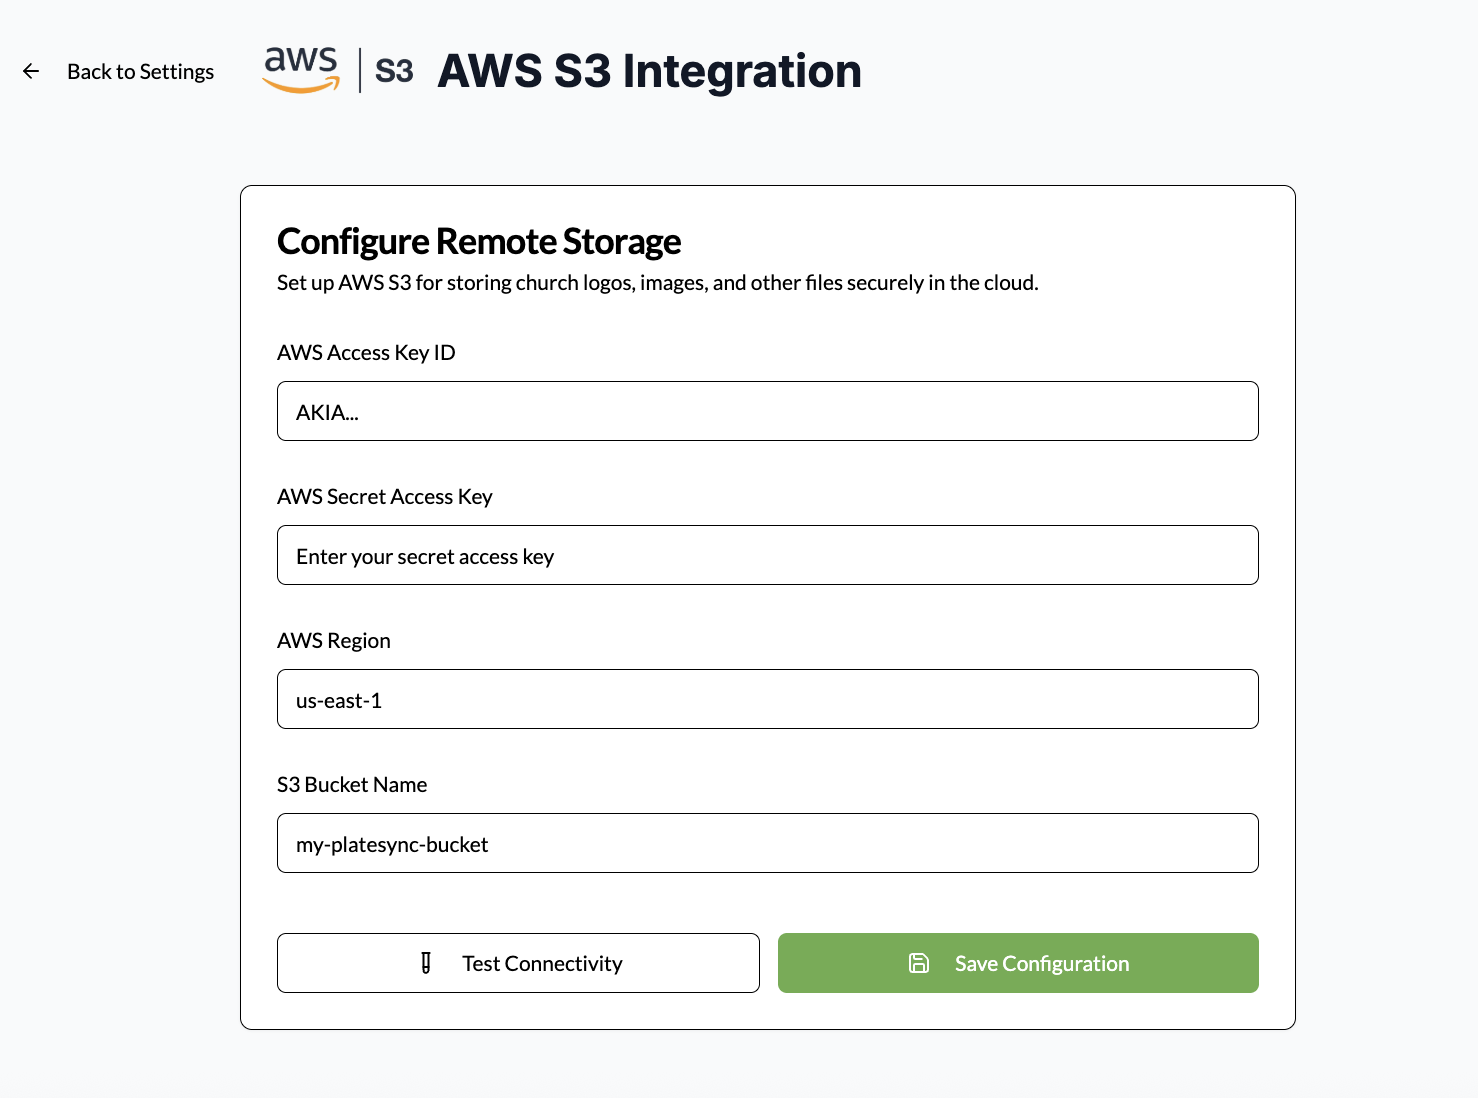 Back to Settings
aws | S3 AWS S3 Integration
Configure Remote Storage
Set up AWS S3 for storing church logos, images, and other files securely in the cloud.
AWS Access Key ID
AKIA...
AWS Secret Access Key
Enter your secret access key
AWS Region
us-east-1
S3 Bucket Name
my-platesync-bucket
Test Connectivity
Save Configuration